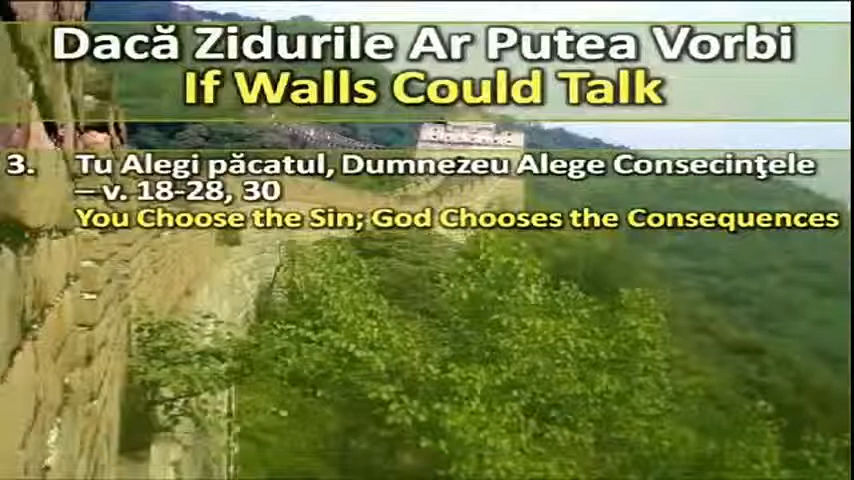 Dacă Zidurile Ar Putea Vorbi
If Walls Could Talk
3. Tu Alegi păcatul, Dumnezeu Alege Consecinţele
– v. 18-28, 30
You Choose the Sin; God Chooses the Consequences